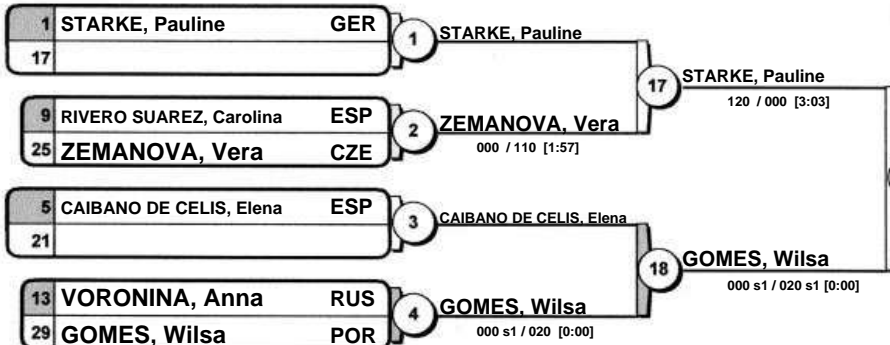 1 STARKE, Pauline GER
17
1 STARKE, Pauline
9 RIVERO SUAREZ, Carolina ESP
25 ZEMANOVA, Vera CZE
2 ZEMANOVA, Vera
000 / 110 [1:57]
17 STARKE, Pauline
120 / 000 [3:03]
5 CAIBANO DE CELIS, Elena ESP
21
3 CAIBANO DE CELIS, Elena
13 VORONINA, Anna RUS
29 GOMES, Wilsa POR
4 GOMES, Wilsa
000 s1 / 020 [0:00]
18 GOMES, Wilsa
000 s1 / 020 s1 [0:00]